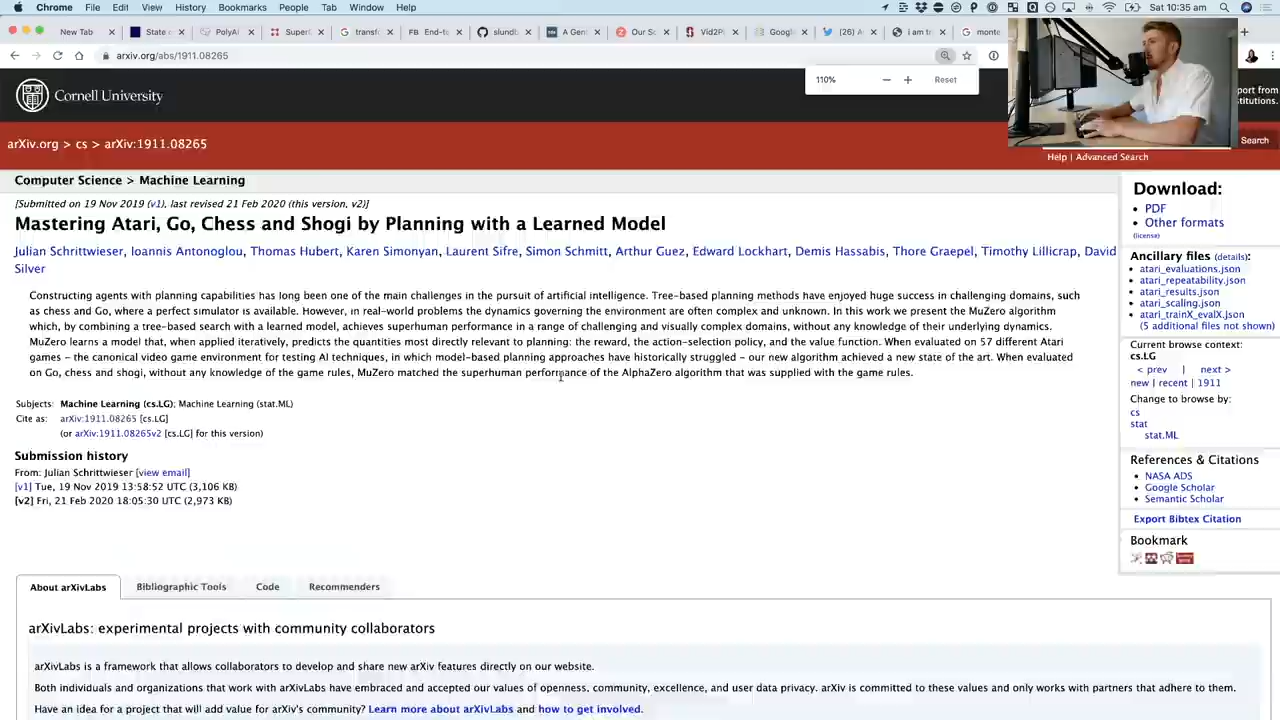 Chrome File Edit View History Bookmarks People Tab Window Help Sat 10:35 am
New Tab State o PolyAI Superl transf FB End-to slundb A Gen Our Sc Vid2Pl Google (26) A i am tr monte
arxiv.org/abs/1911.08265
110% Reset
Cornell University
port from
stitutions.
arXiv.org > cs > arXiv:1911.08265
Search
Help | Advanced Search
Computer Science > Machine Learning
[Submitted on 19 Nov 2019 (v1), last revised 21 Feb 2020 (this version, v2)]
Mastering Atari, Go, Chess and Shogi by Planning with a Learned Model
Julian Schrittwieser, Ioannis Antonoglou, Thomas Hubert, Karen Simonyan, Laurent Sifre, Simon Schmitt, Arthur Guez, Edward Lockhart, Demis Hassabis, Thore Graepel, Timothy Lillicrap, David
Silver
Constructing agents with planning capabilities has long been one of the main challenges in the pursuit of artificial intelligence. Tree-based planning methods have enjoyed huge success in challenging domains, such
as chess and Go, where a perfect simulator is available. However, in real-world problems the dynamics governing the environment are often complex and unknown. In this work we present the MuZero algorithm
which, by combining a tree-based search with a learned model, achieves superhuman performance in a range of challenging and visually complex domains, without any knowledge of their underlying dynamics.
MuZero learns a model that, when applied iteratively, predicts the quantities most directly relevant to planning: the reward, the action-selection policy, and the value function. When evaluated on 57 different Atari
games – the canonical video game environment for testing AI techniques, in which model-based planning approaches have historically struggled – our new algorithm achieved a new state of the art. When evaluated
on Go, chess and shogi, without any knowledge of the game rules, MuZero matched the superhuman performance of the AlphaZero algorithm that was supplied with the game rules.
Subjects: Machine Learning (cs.LG); Machine Learning (stat.ML)
Cite as: arXiv:1911.08265 [cs.LG]
(or arXiv:1911.08265v2 [cs.LG] for this version)
Submission history
From: Julian Schrittwieser [view email]
[v1] Tue, 19 Nov 2019 13:58:52 UTC (3,106 KB)
[v2] Fri, 21 Feb 2020 18:05:30 UTC (2,973 KB)
Download:
PDF
Other formats
(license)
Ancillary files (details):
atari_evaluations.json
atari_repeatability.json
atari_results.json
atari_scaling.json
atari_trainX_evalX.json
(5 additional files not shown)
Current browse context:
cs.LG
< prev | next >
new | recent | 1911
Change to browse by:
cs
stat
stat.ML
References & Citations
NASA ADS
Google Scholar
Semantic Scholar
Export Bibtex Citation
Bookmark
About arXivLabs Bibliographic Tools Code Recommenders
arXivLabs: experimental projects with community collaborators
arXivLabs is a framework that allows collaborators to develop and share new arXiv features directly on our website.
Both individuals and organizations that work with arXivLabs have embraced and accepted our values of openness, community, excellence, and user data privacy. arXiv is committed to these values and only works with partners that adhere to them.
Have an idea for a project that will add value for arXiv's community? Learn more about arXivLabs and how to get involved.